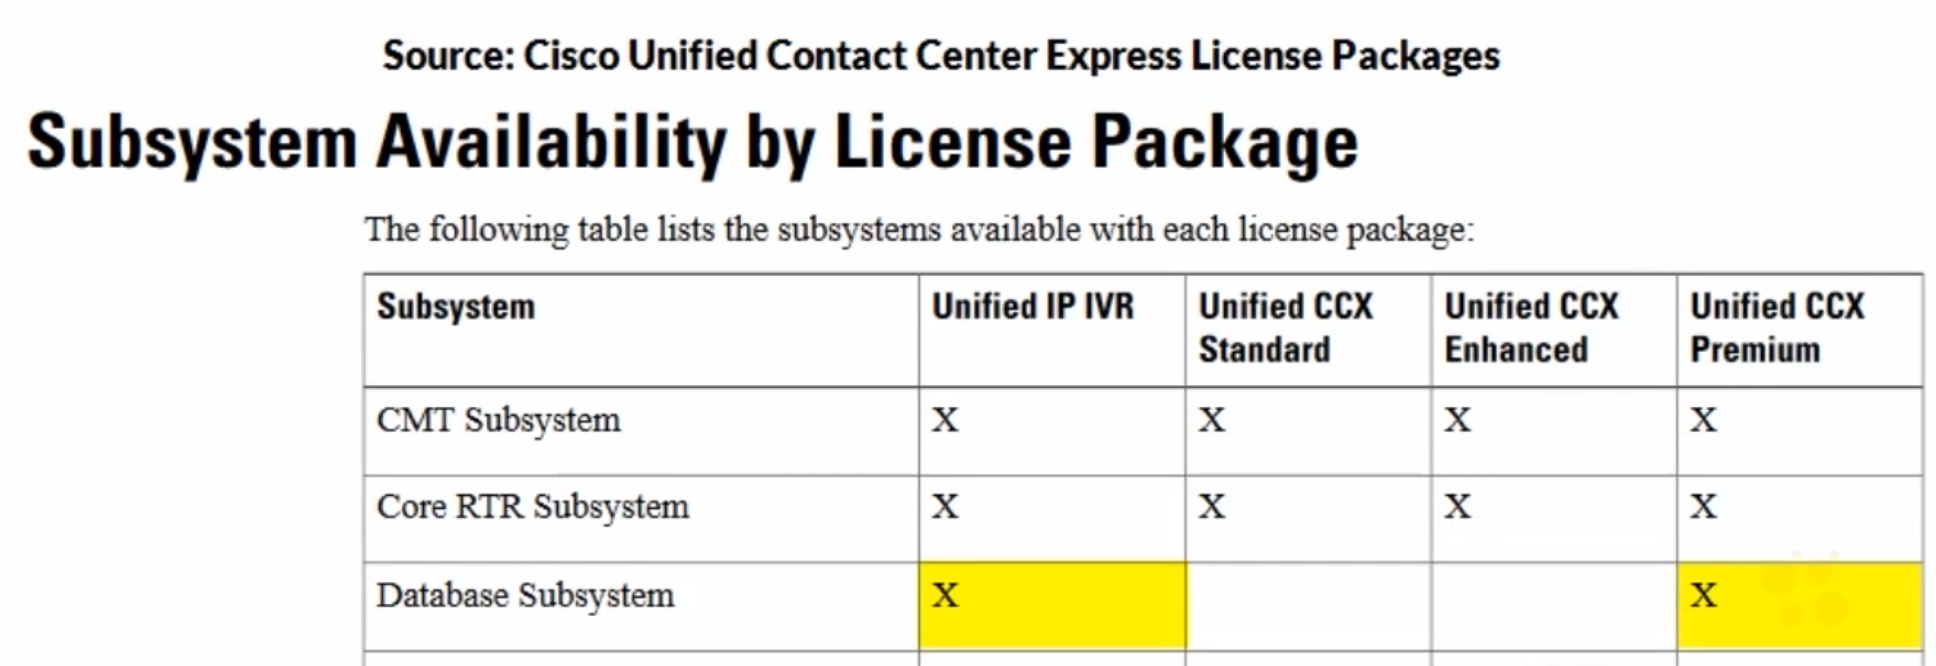 Source: Cisco Unified Contact Center Express License Packages
Subsystem Availability by License Package
The following table lists the subsystems available with each license package:
Subsystem Unified IP IVR Unified CCX Standard Unified CCX Enhanced Unified CCX Premium
CMT Subsystem X X X X
Core RTR Subsystem X X X X
Database Subsystem X X